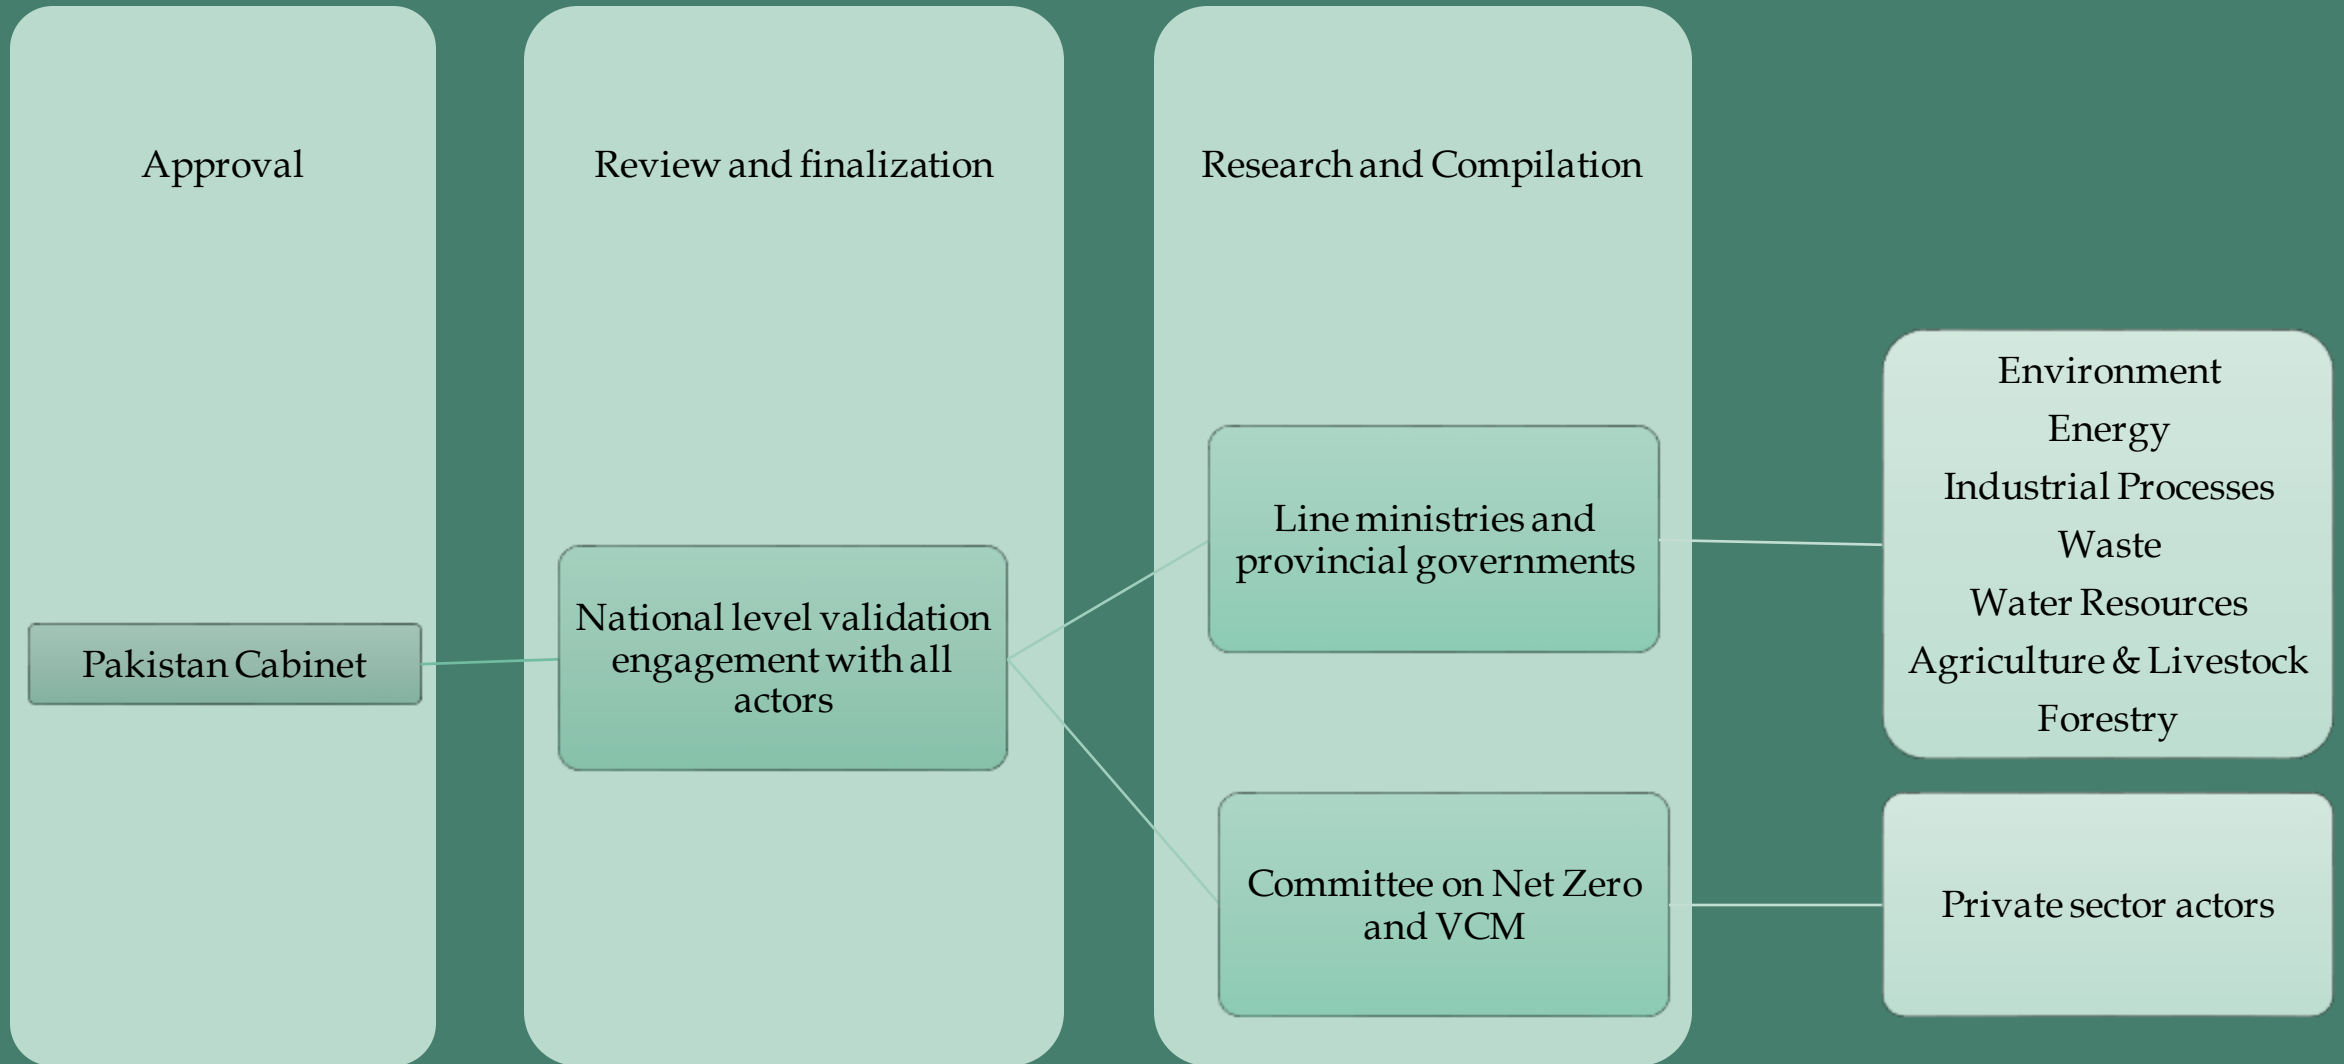 Approval
Review and finalization
Research and Compilation
Pakistan Cabinet
National level validation
engagement with all
actors
Line ministries and
provincial governments
Committee on Net Zero
and VCM
Environment
Energy
Industrial Processes
Waste
Water Resources
Agriculture & Livestock
Forestry
Private sector actors